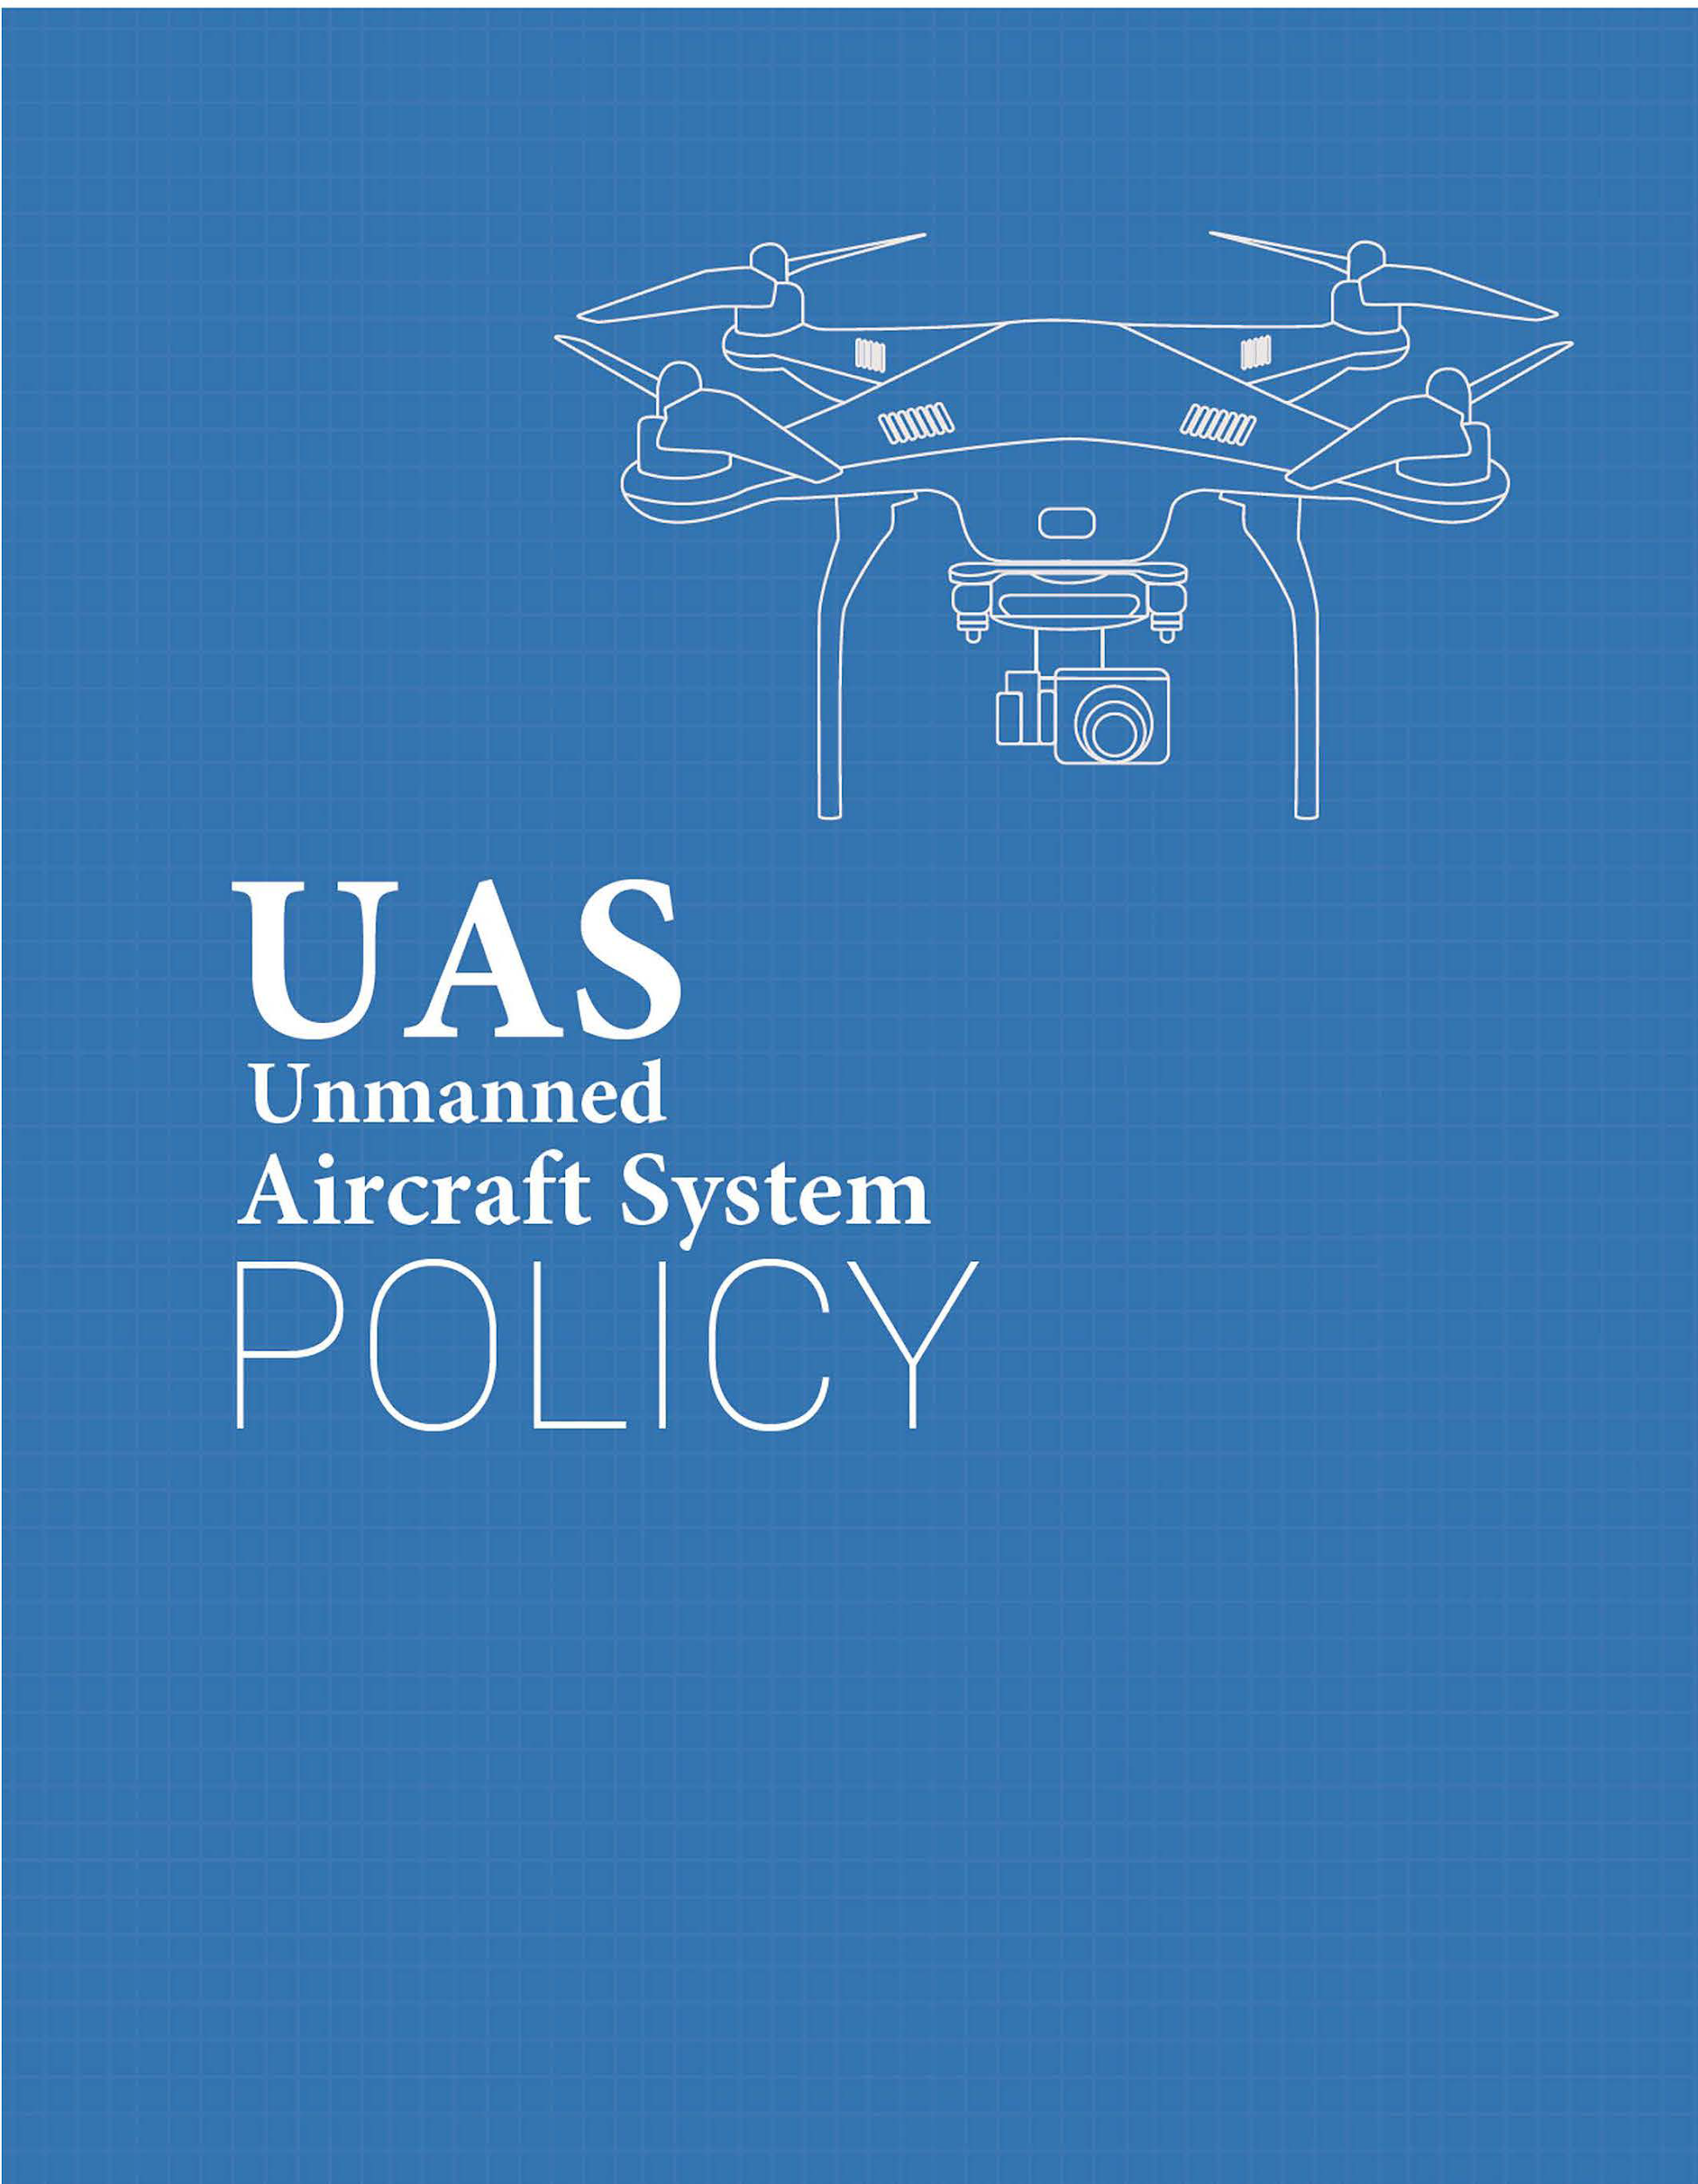 UAS
Unmanned
Aircraft System
POLICY